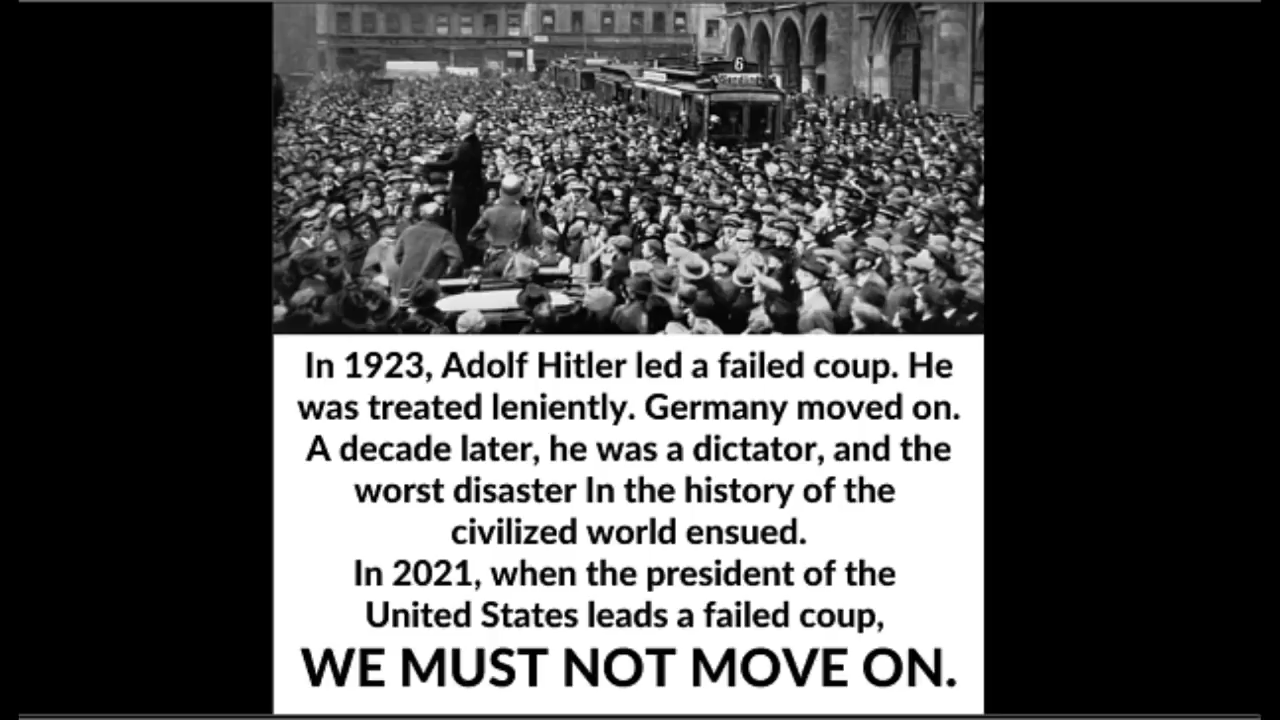 6
In 1923, Adolf Hitler led a failed coup. He
was treated leniently. Germany moved on.
A decade later, he was a dictator, and the
worst disaster In the history of the
civilized world ensued.
In 2021, when the president of the
United States leads a failed coup,
WE MUST NOT MOVE ON.